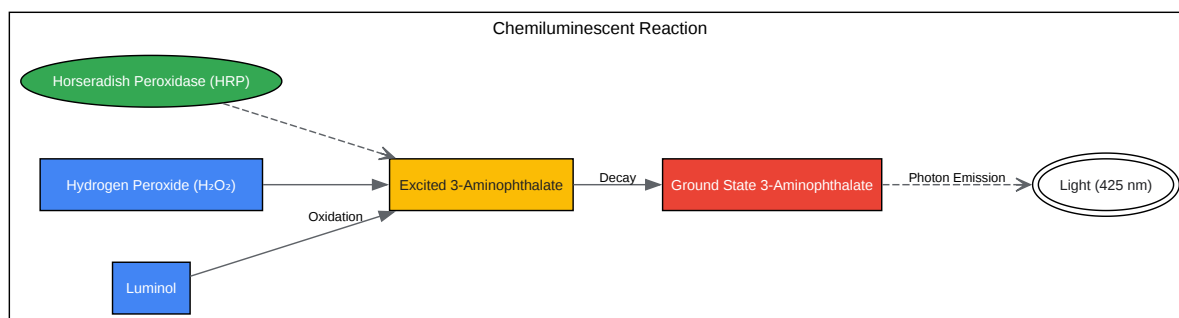 Chemiluminescent Reaction
Horseradish Peroxidase (HRP)
Hydrogen Peroxide (H₂O₂)
Luminol
Oxidation
Excited 3-Aminophthalate
Decay
Ground State 3-Aminophthalate
Photon Emission
Light (425 nm)